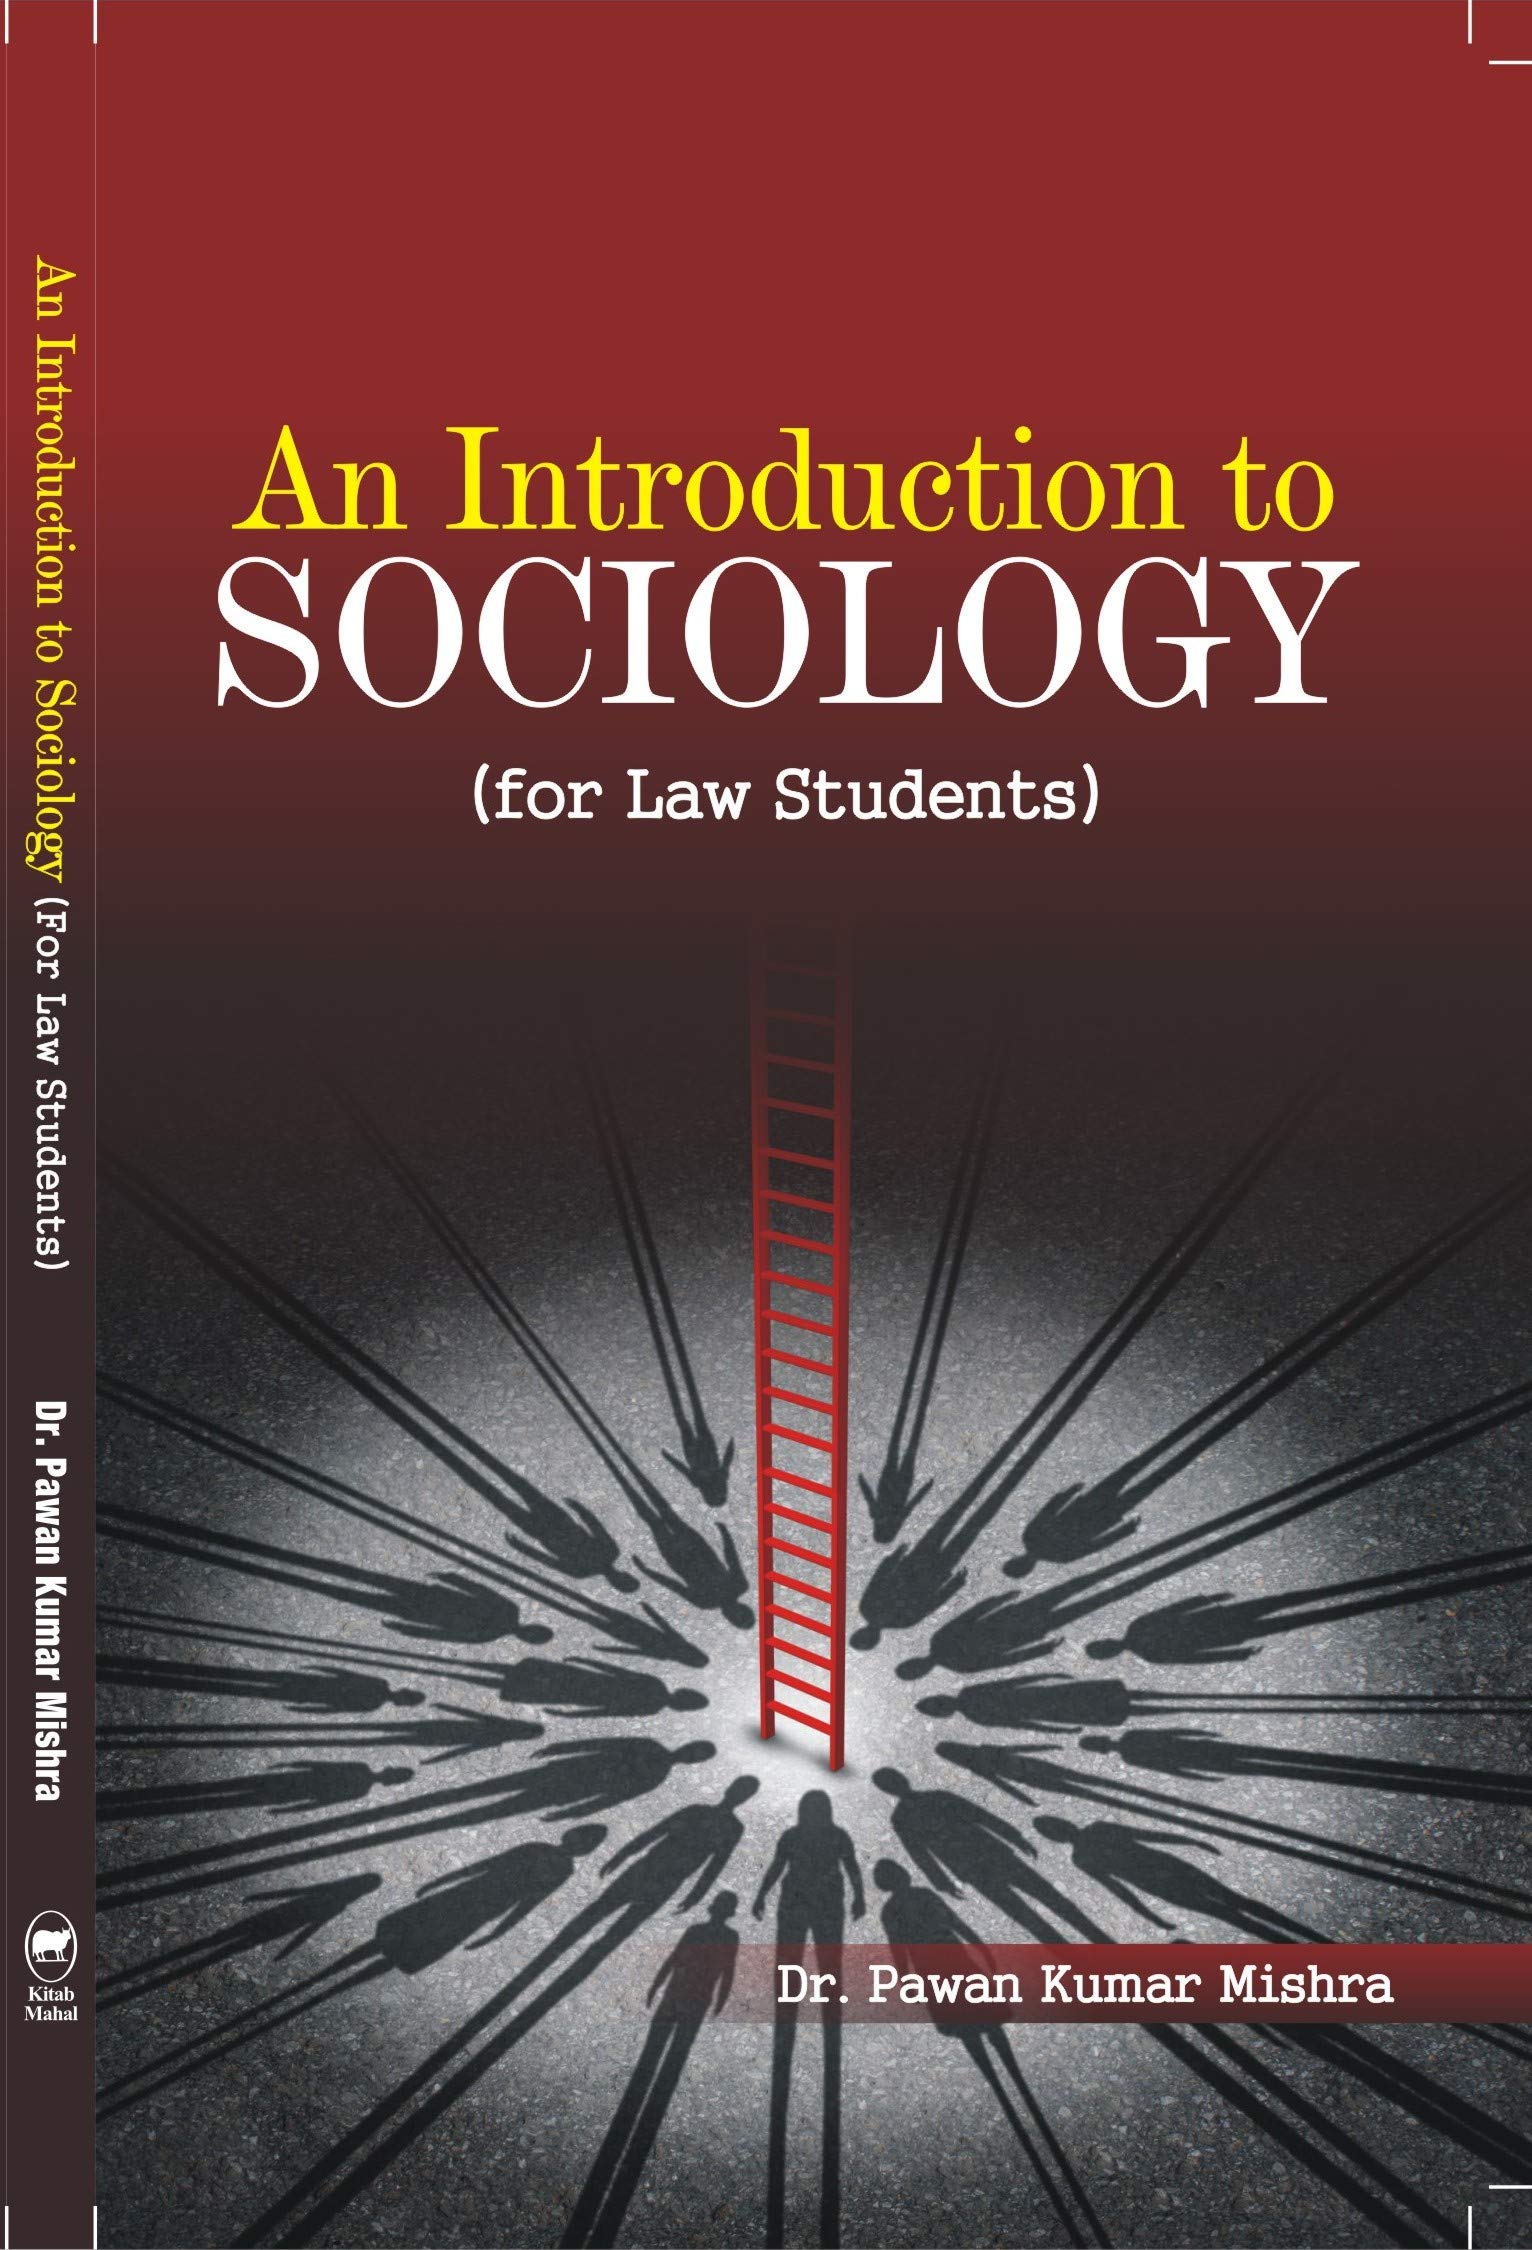 An Introduction to Sociology (For Law Students)
Dr. Pawan Kumar Mishra
Kitab
Mahal
An Introduction to
SOCIOLOGY
(for Law Students)
Dr. Pawan Kumar Mishra